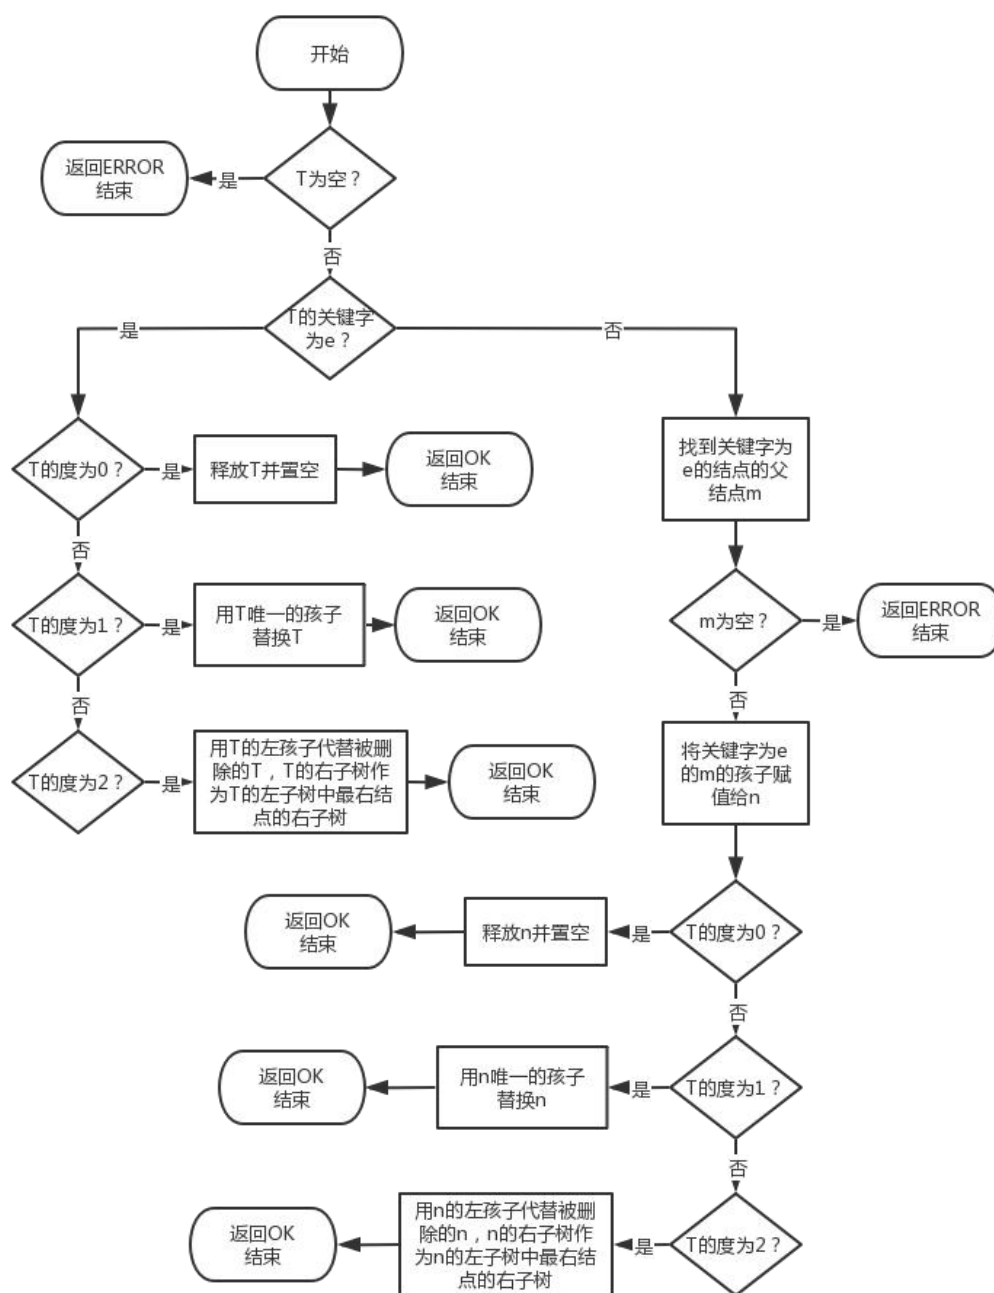 开始
T为空？
是
返回ERROR
结束
否
T的关键字
为e？
是
否
T的度为0？
是
释放T并置空
返回OK
结束
否
T的度为1？
是
用T唯一的孩子
替换T
返回OK
结束
否
T的度为2？
是
用T的左孩子代替被删
除的T，T的右子树作
为T的左子树中最右结
点的右子树
返回OK
结束
找到关键字为
e的结点的父
结点m
m为空？
是
返回ERROR
结束
否
将关键字为e
的m的孩子赋
值给n
T的度为0？
是
释放n并置空
返回OK
结束
否
T的度为1？
是
用n唯一的孩子
替换n
返回OK
结束
否
T的度为2？
是
用n的左孩子代替被删
除的n，n的右子树作
为n的左子树中最右结
点的右子树
返回OK
结束